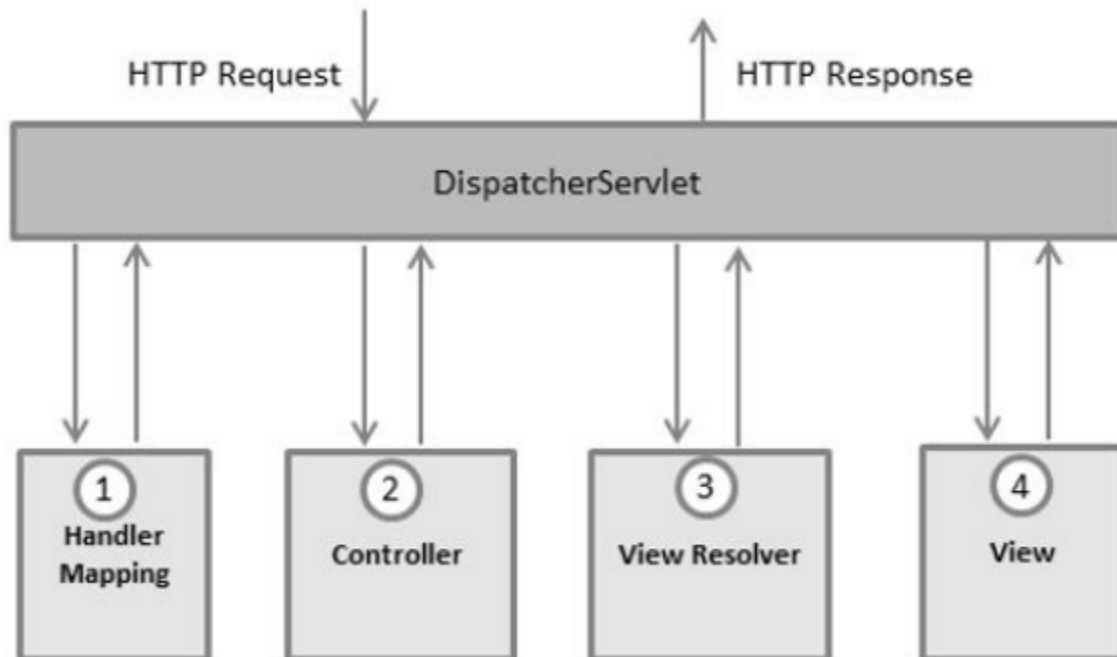 HTTP Request
HTTP Response
DispatcherServlet
1
Handler
Mapping
2
Controller
3
View Resolver
4
View